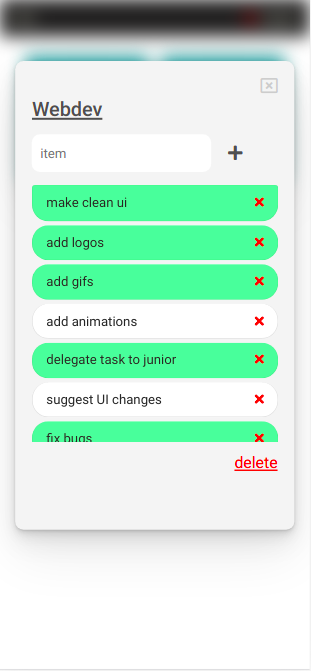 Webdev
item
make clean ui
add logos
add gifs
add animations
delegate task to junior
suggest UI changes
fix bugs
delete